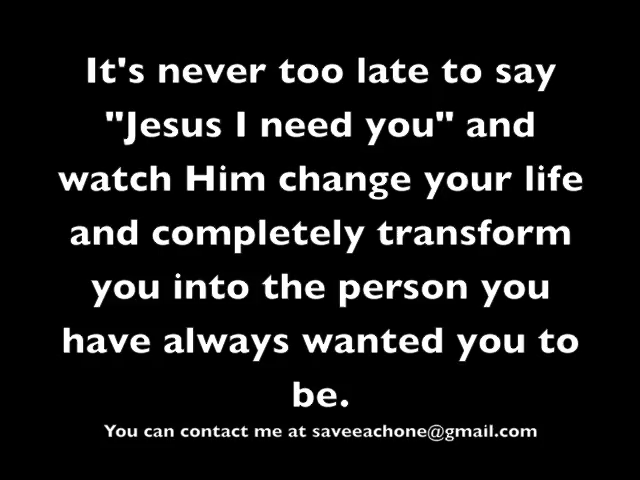 It's never too late to say
"Jesus I need you" and
watch Him change your life
and completely transform
you into the person you
have always wanted you to
be.
You can contact me at saveeachone@gmail.com